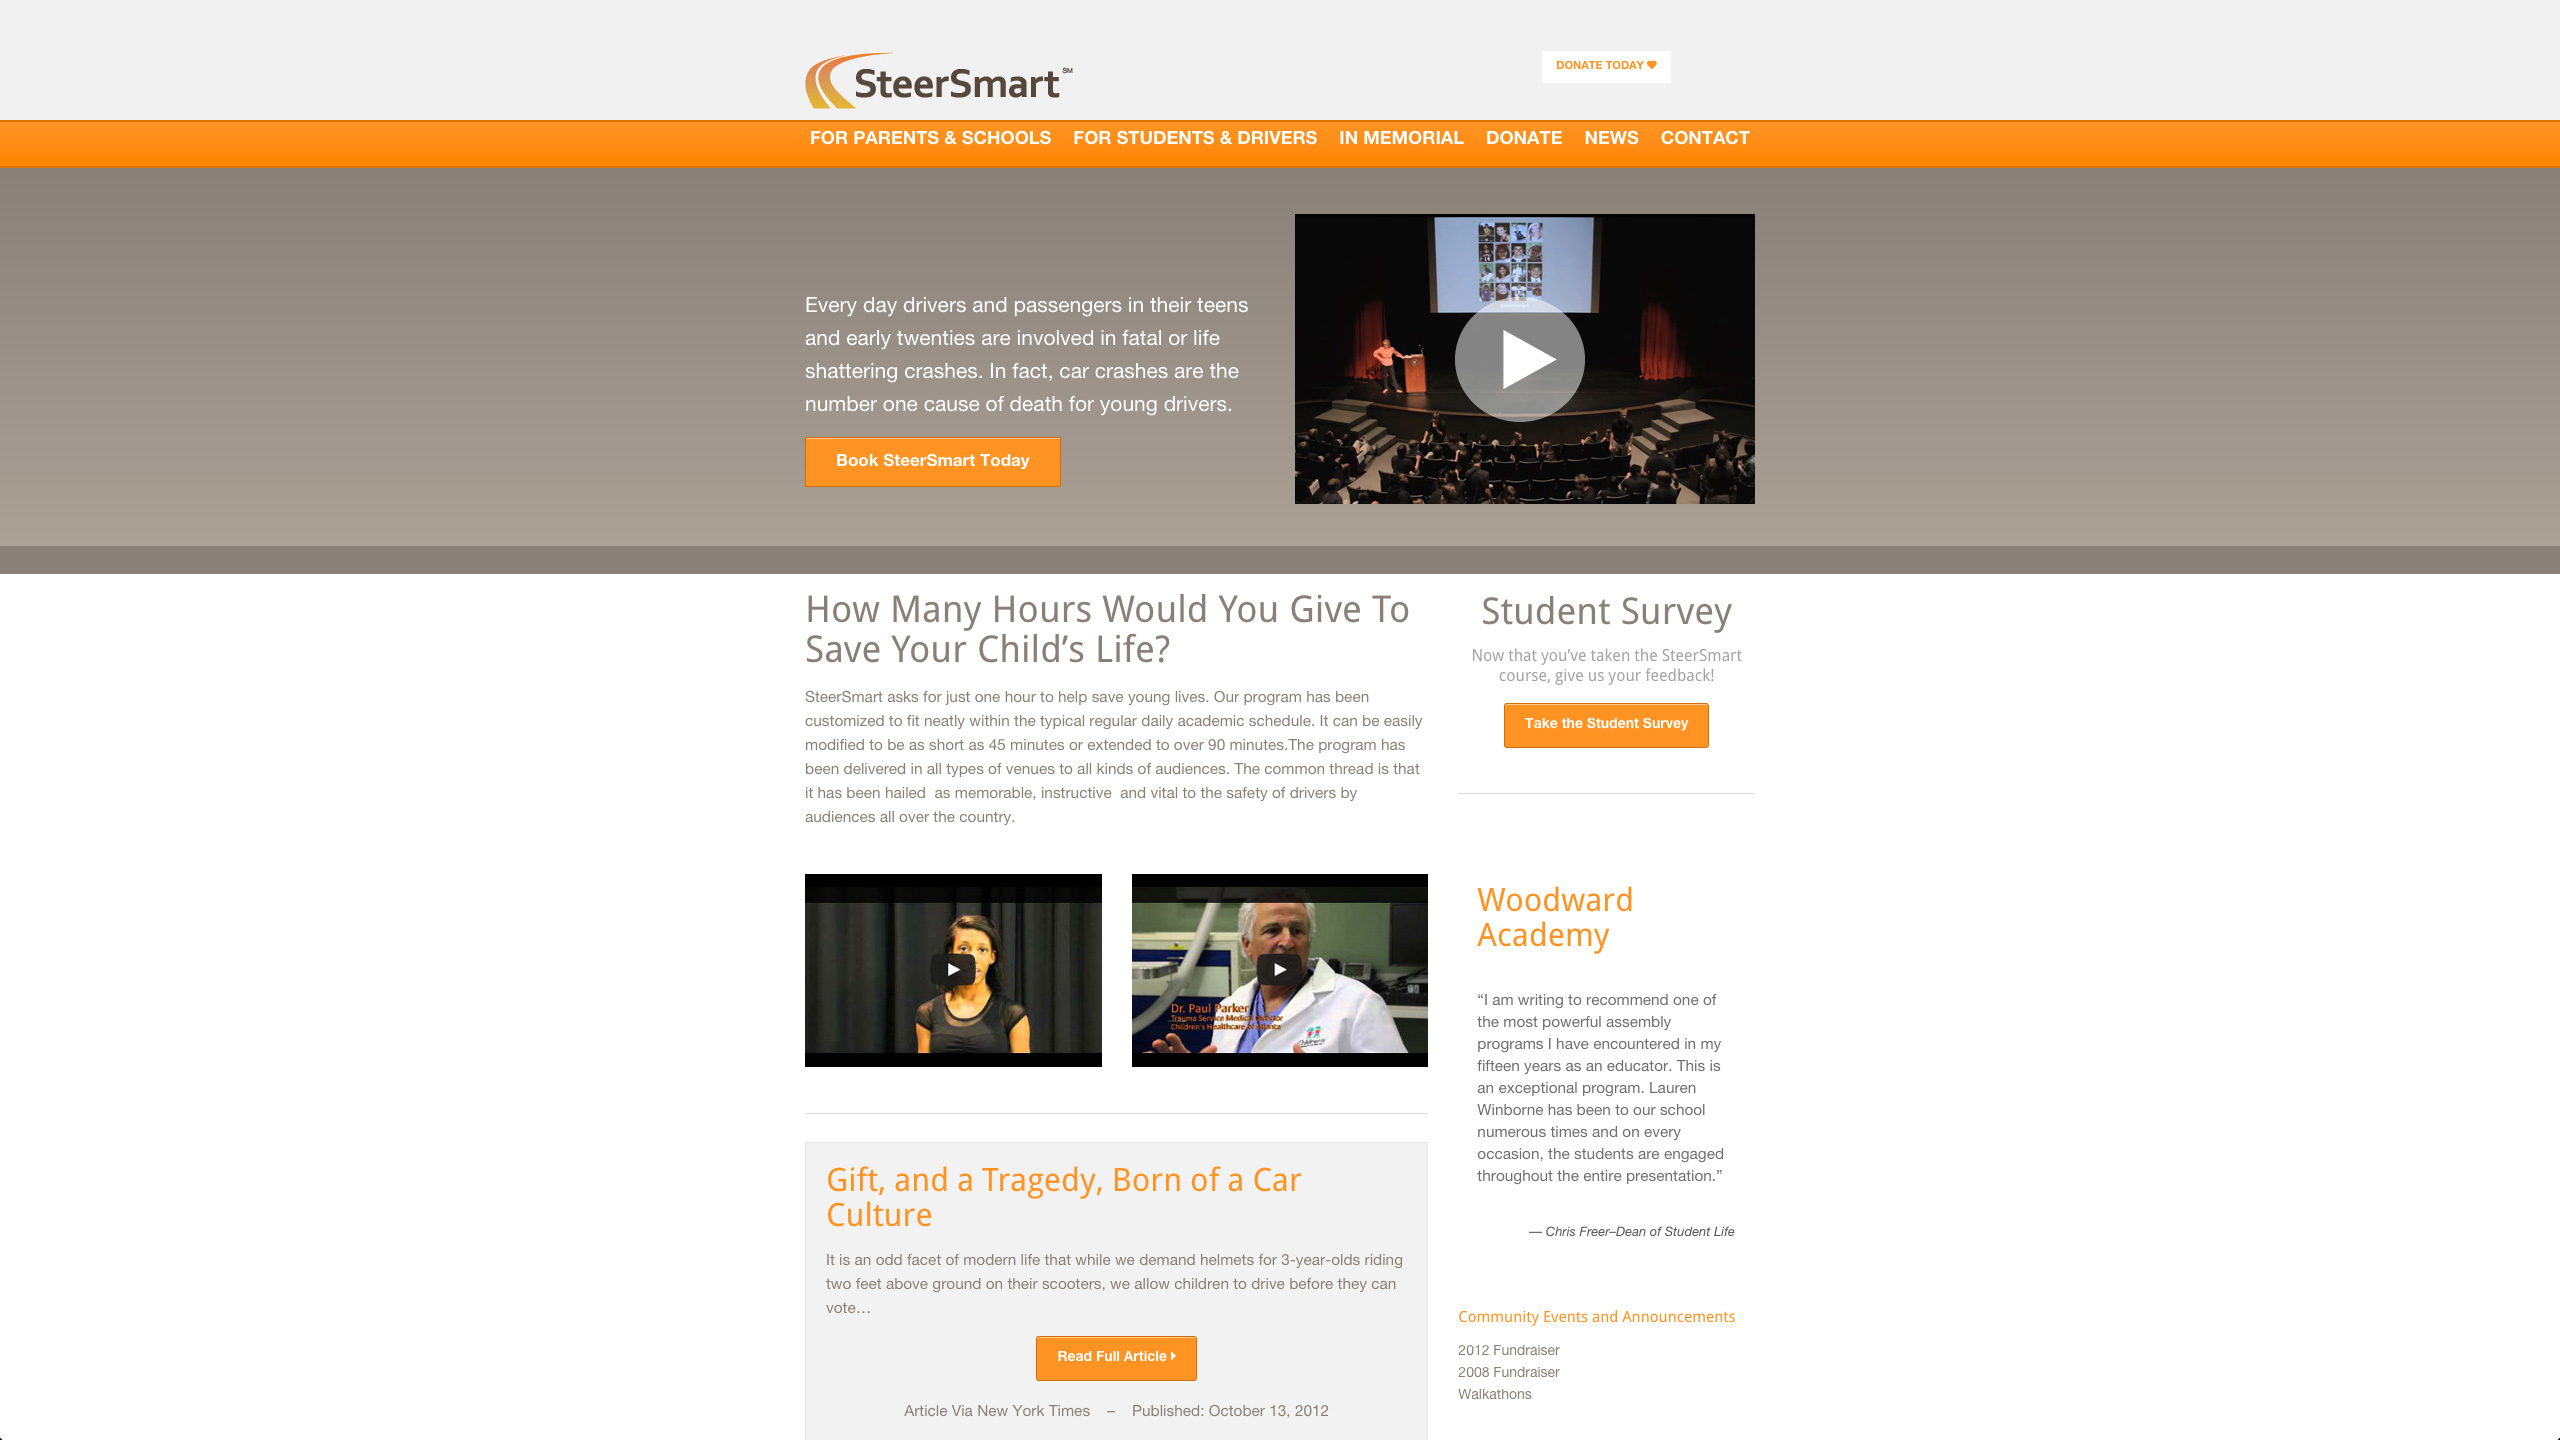 SteerSmart SM
DONATE TODAY
FOR PARENTS & SCHOOLS FOR STUDENTS & DRIVERS IN MEMORIAL DONATE NEWS CONTACT
Every day drivers and passengers in their teens
and early twenties are involved in fatal or life
shattering crashes. In fact, car crashes are the
number one cause of death for young drivers.
Book SteerSmart Today
How Many Hours Would You Give To
Save Your Child’s Life?
SteerSmart asks for just one hour to help save young lives. Our program has been
customized to fit neatly within the typical regular daily academic schedule. It can be easily
modified to be as short as 45 minutes or extended to over 90 minutes.The program has
been delivered in all types of venues to all kinds of audiences. The common thread is that
it has been hailed as memorable, instructive and vital to the safety of drivers by
audiences all over the country.
Dr. Paul Parker
Trauma Service Medical Director
Children's Healthcare of Atlanta
Gift, and a Tragedy, Born of a Car
Culture
It is an odd facet of modern life that while we demand helmets for 3-year-olds riding
two feet above ground on their scooters, we allow children to drive before they can
vote…
Read Full Article
Article Via New York Times – Published: October 13, 2012
Student Survey
Now that you’ve taken the SteerSmart
course, give us your feedback!
Take the Student Survey
Woodward
Academy
“I am writing to recommend one of
the most powerful assembly
programs I have encountered in my
fifteen years as an educator. This is
an exceptional program. Lauren
Winborne has been to our school
numerous times and on every
occasion, the students are engaged
throughout the entire presentation.”
— Chris Freer–Dean of Student Life
Community Events and Announcements
2012 Fundraiser
2008 Fundraiser
Walkathons